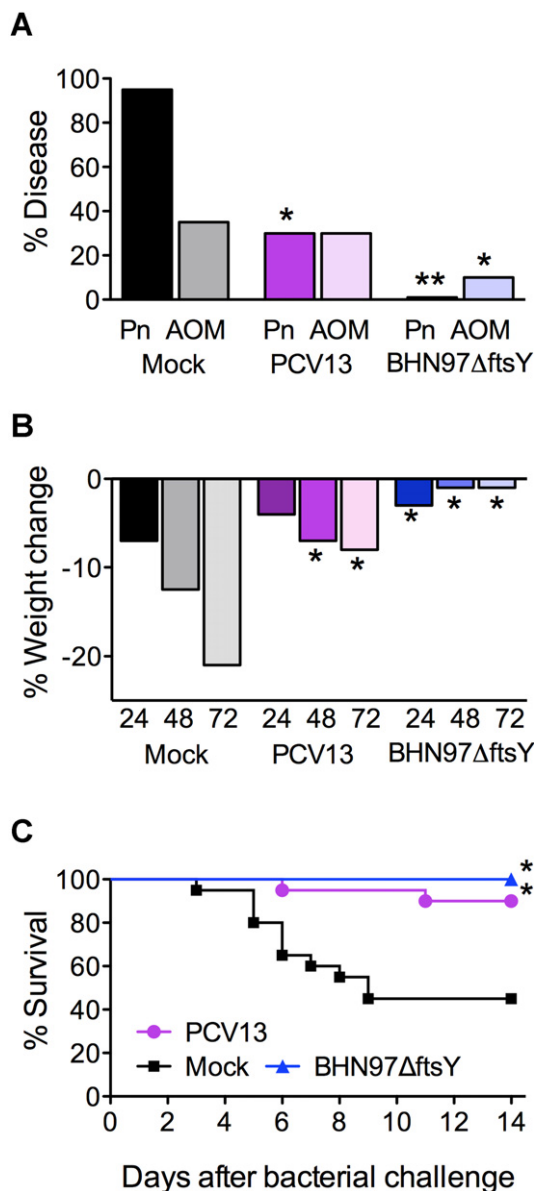 A
% Disease
100
80
60
40
20
0
*
**
*
Pn AOM Pn AOM Pn AOM
Mock PCV13 BHN97ΔftsY
B
% Weight change
0
-10
-20
* * * * *
24 48 72 24 48 72 24 48 72
Mock PCV13 BHN97ΔftsY
C
% Survival
100
80
60
40
20
0
*
*
PCV13
Mock BHN97ΔftsY
0 2 4 6 8 10 12 14
Days after bacterial challenge